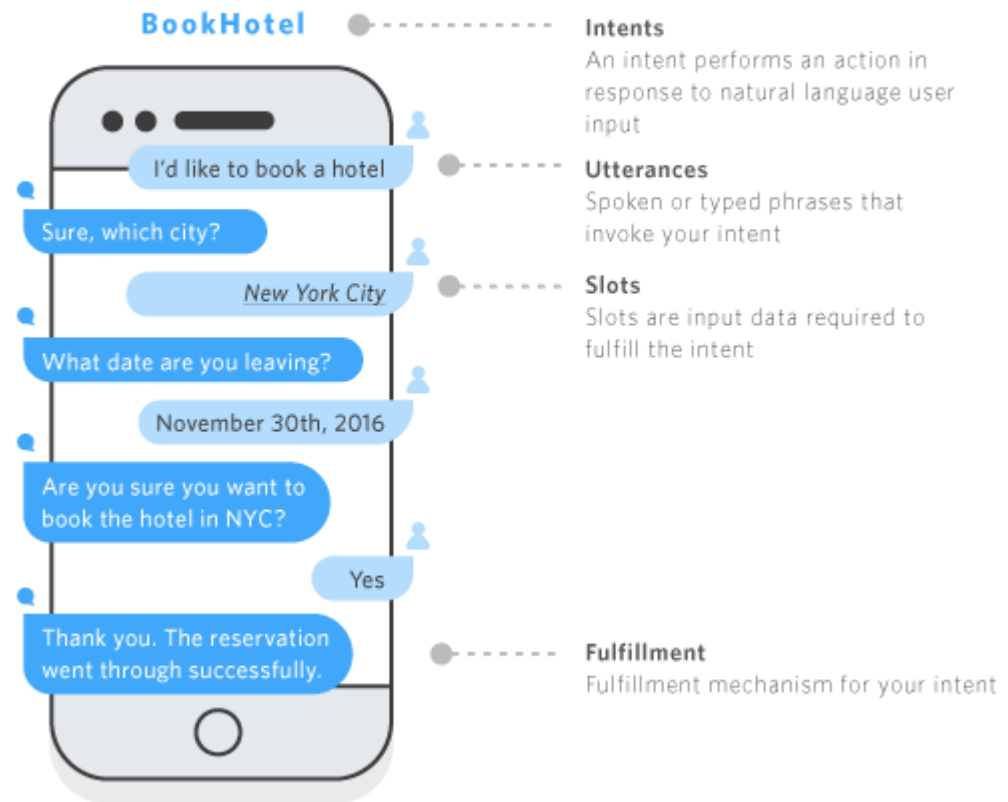 BookHotel
Intents
An intent performs an action in
response to natural language user
input
I'd like to book a hotel
Utterances
Spoken or typed phrases that
invoke your intent
Sure, which city?
New York City
Slots
Slots are input data required to
fulfill the intent
What date are you leaving?
November 30th, 2016
Are you sure you want to
book the hotel in NYC?
Yes
Thank you. The reservation
went through successfully.
Fulfillment
Fulfillment mechanism for your intent